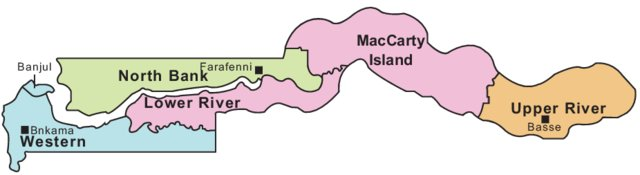 MacCarty
Island
Banjul
North Bank
Farafenni
Lower River
Upper River
Basse
Bnkama
Western